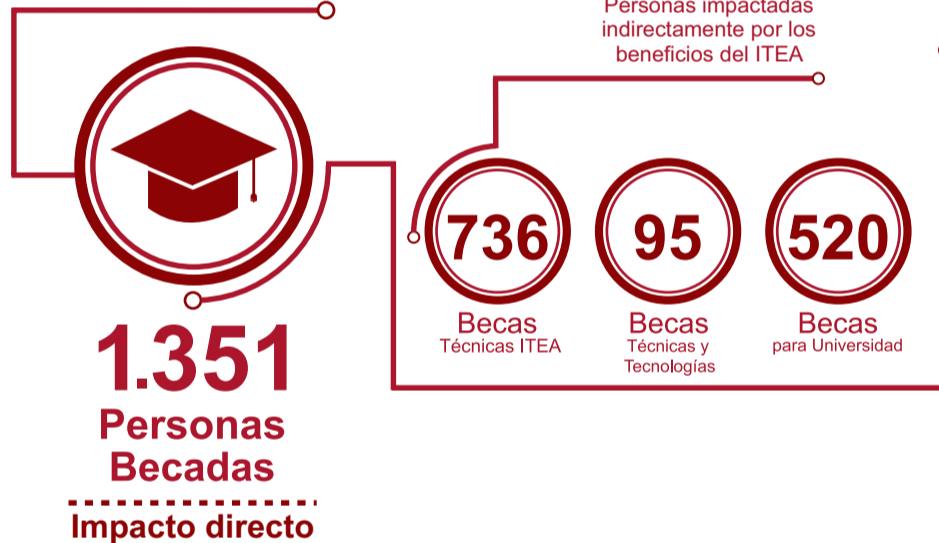 Personas impactadas
indirectamente por los
beneficios del ITEA
736
Becas
Técnicas ITEA
95
Becas
Técnicas y
Tecnologías
520
Becas
para Universidad
1.351
Personas
Becadas
Impacto directo